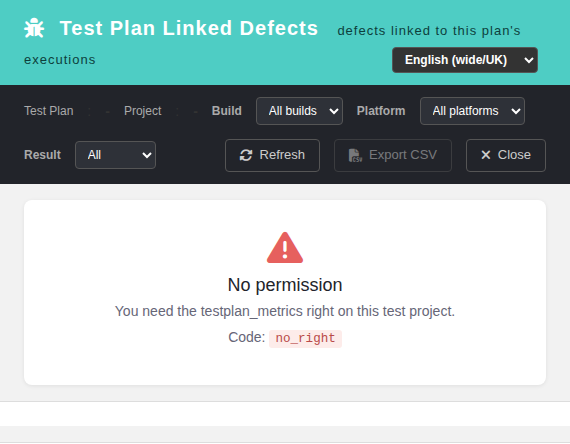 Test Plan Linked Defects defects linked to this plan's
executions English (wide/UK)
Test Plan - Project - Build All builds Platform All platforms
Result All Refresh Export CSV Close
No permission
You need the testplan_metrics right on this test project.
Code: no_right